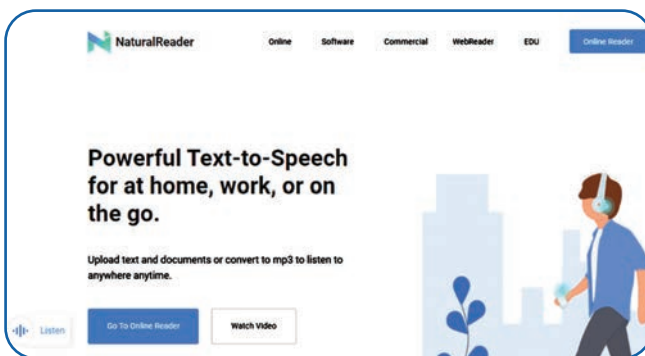 NaturalReader
Online Software Commercial WebReader EDU Online Reader
Powerful Text-to-Speech
for at home, work, or on
the go.
Upload text and documents or convert to mp3 to listen to
anywhere anytime.
Listen Go To Online Reader Watch Video